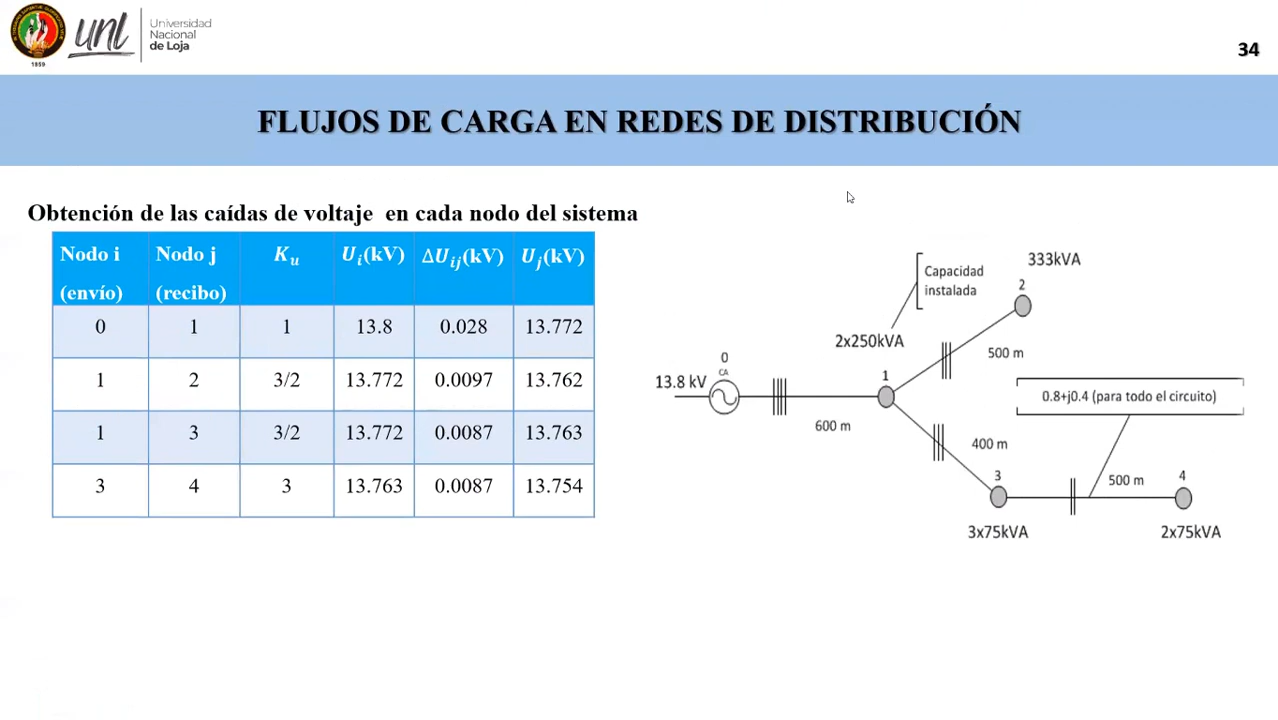 unl
Universidad
Nacional
de Loja
1859
34
FLUJOS DE CARGA EN REDES DE DISTRIBUCIÓN
Obtención de las caídas de voltaje en cada nodo del sistema
Nodo i (envío) Nodo j (recibo) Kᵤ Uᵢ(kV) ΔUᵢⱼ(kV) Uⱼ(kV)
0 1 1 13.8 0.028 13.772
1 2 3/2 13.772 0.0097 13.762
1 3 3/2 13.772 0.0087 13.763
3 4 3 13.763 0.0087 13.754
333kVA
Capacidad
instalada
2
2x250kVA
500 m
0
CA
13.8 kV
1
0.8+j0.4 (para todo el circuito)
600 m
400 m
3
500 m
4
3x75kVA
2x75kVA